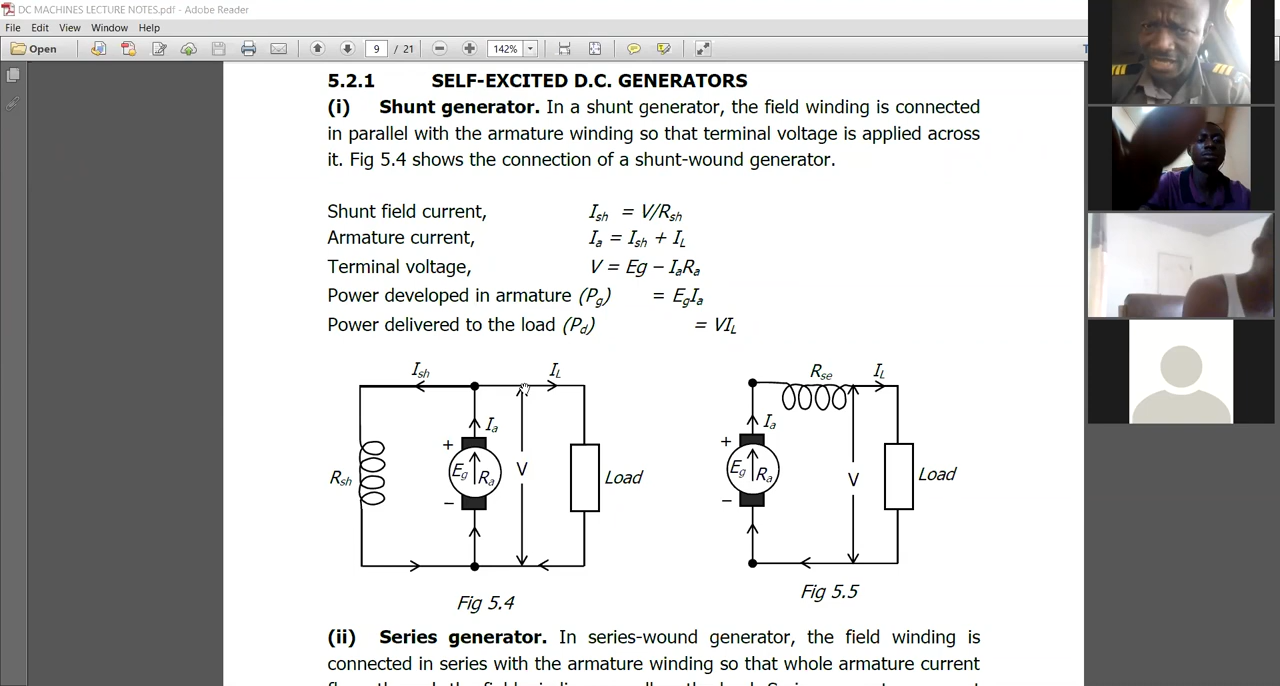 DC MACHINES LECTURE NOTES.pdf - Adobe Reader
File Edit View Window Help
Open 9 / 21 142%
5.2.1 SELF-EXCITED D.C. GENERATORS
(i) Shunt generator. In a shunt generator, the field winding is connected
in parallel with the armature winding so that terminal voltage is applied across
it. Fig 5.4 shows the connection of a shunt-wound generator.
Shunt field current, Ish = V/Rsh
Armature current, Ia = Ish + IL
Terminal voltage, V = Eg – IaRa
Power developed in armature (Pg) = EgIa
Power delivered to the load (Pd) = VIL
Ish IL
Ia
+
Rsh Eg Ra V Load
–
Fig 5.4
Rse IL
Ia
+
Eg Ra V Load
–
Fig 5.5
(ii) Series generator. In series-wound generator, the field winding is
connected in series with the armature winding so that whole armature current